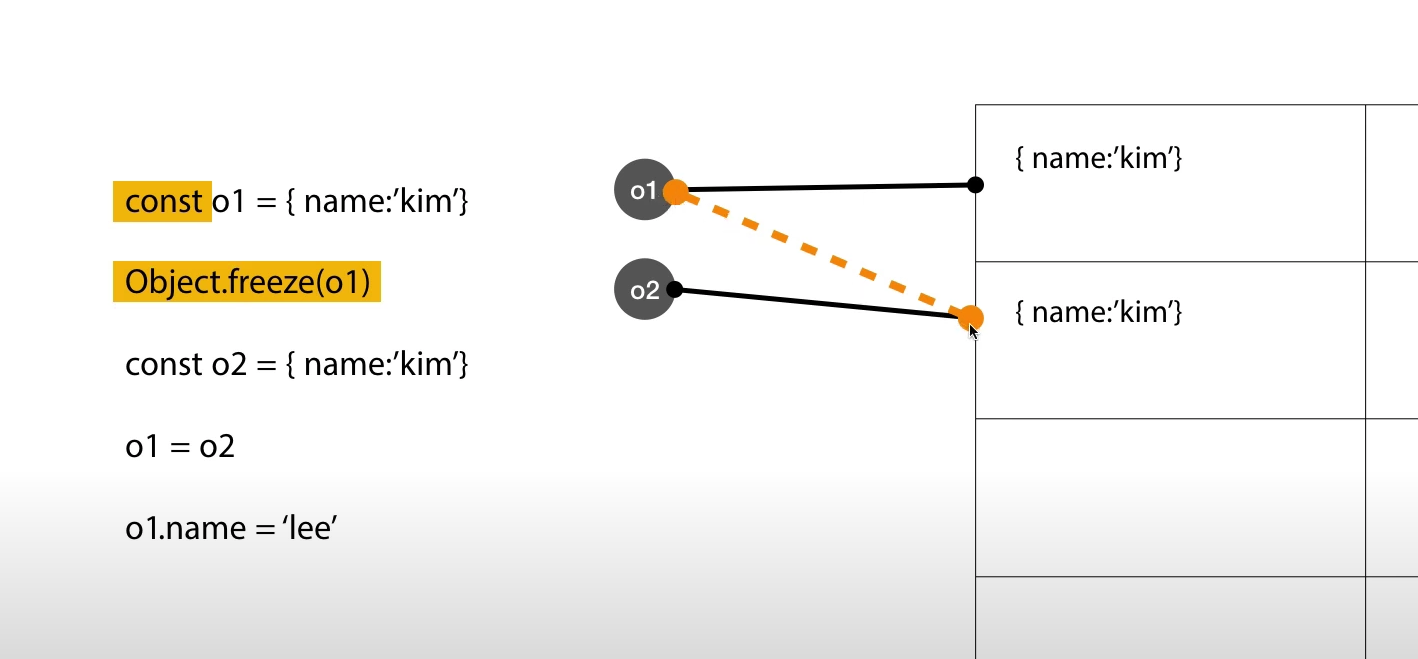 const o1 = { name:’kim’}
Object.freeze(o1)
const o2 = { name:’kim’}
o1 = o2
o1.name = ‘lee’
o1
o2
{ name:’kim’}
{ name:’kim’}